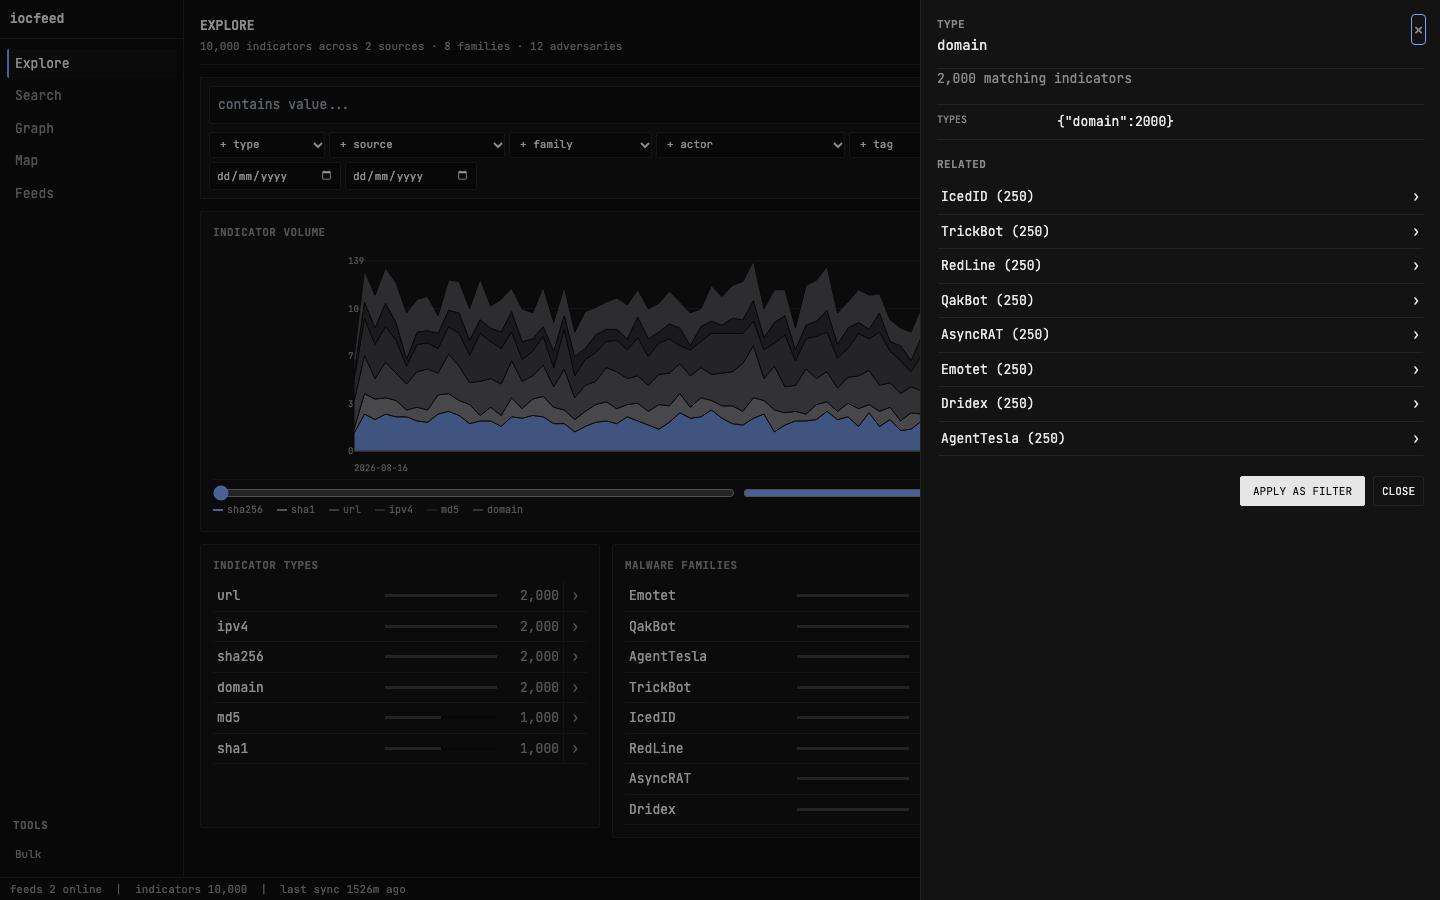 iocfeed
Explore
Search
Graph
Map
Feeds
TOOLS
Bulk
EXPLORE
10,000 indicators across 2 sources · 8 families · 12 adversaries
contains value...
+ type
+ source
+ family
+ actor
+ tag
dd/mm/yyyy
dd/mm/yyyy
INDICATOR VOLUME
139
10
7
3
0
2026-08-16
sha256
sha1
url
ipv4
md5
domain
INDICATOR TYPES
url 2,000 ›
ipv4 2,000 ›
sha256 2,000 ›
domain 2,000 ›
md5 1,000 ›
sha1 1,000 ›
MALWARE FAMILIES
Emotet
QakBot
AgentTesla
TrickBot
IcedID
RedLine
AsyncRAT
Dridex
TYPE
domain
×
2,000 matching indicators
TYPES {"domain":2000}
RELATED
IcedID (250) ›
TrickBot (250) ›
RedLine (250) ›
QakBot (250) ›
AsyncRAT (250) ›
Emotet (250) ›
Dridex (250) ›
AgentTesla (250) ›
APPLY AS FILTER
CLOSE
feeds 2 online | indicators 10,000 | last sync 1526m ago